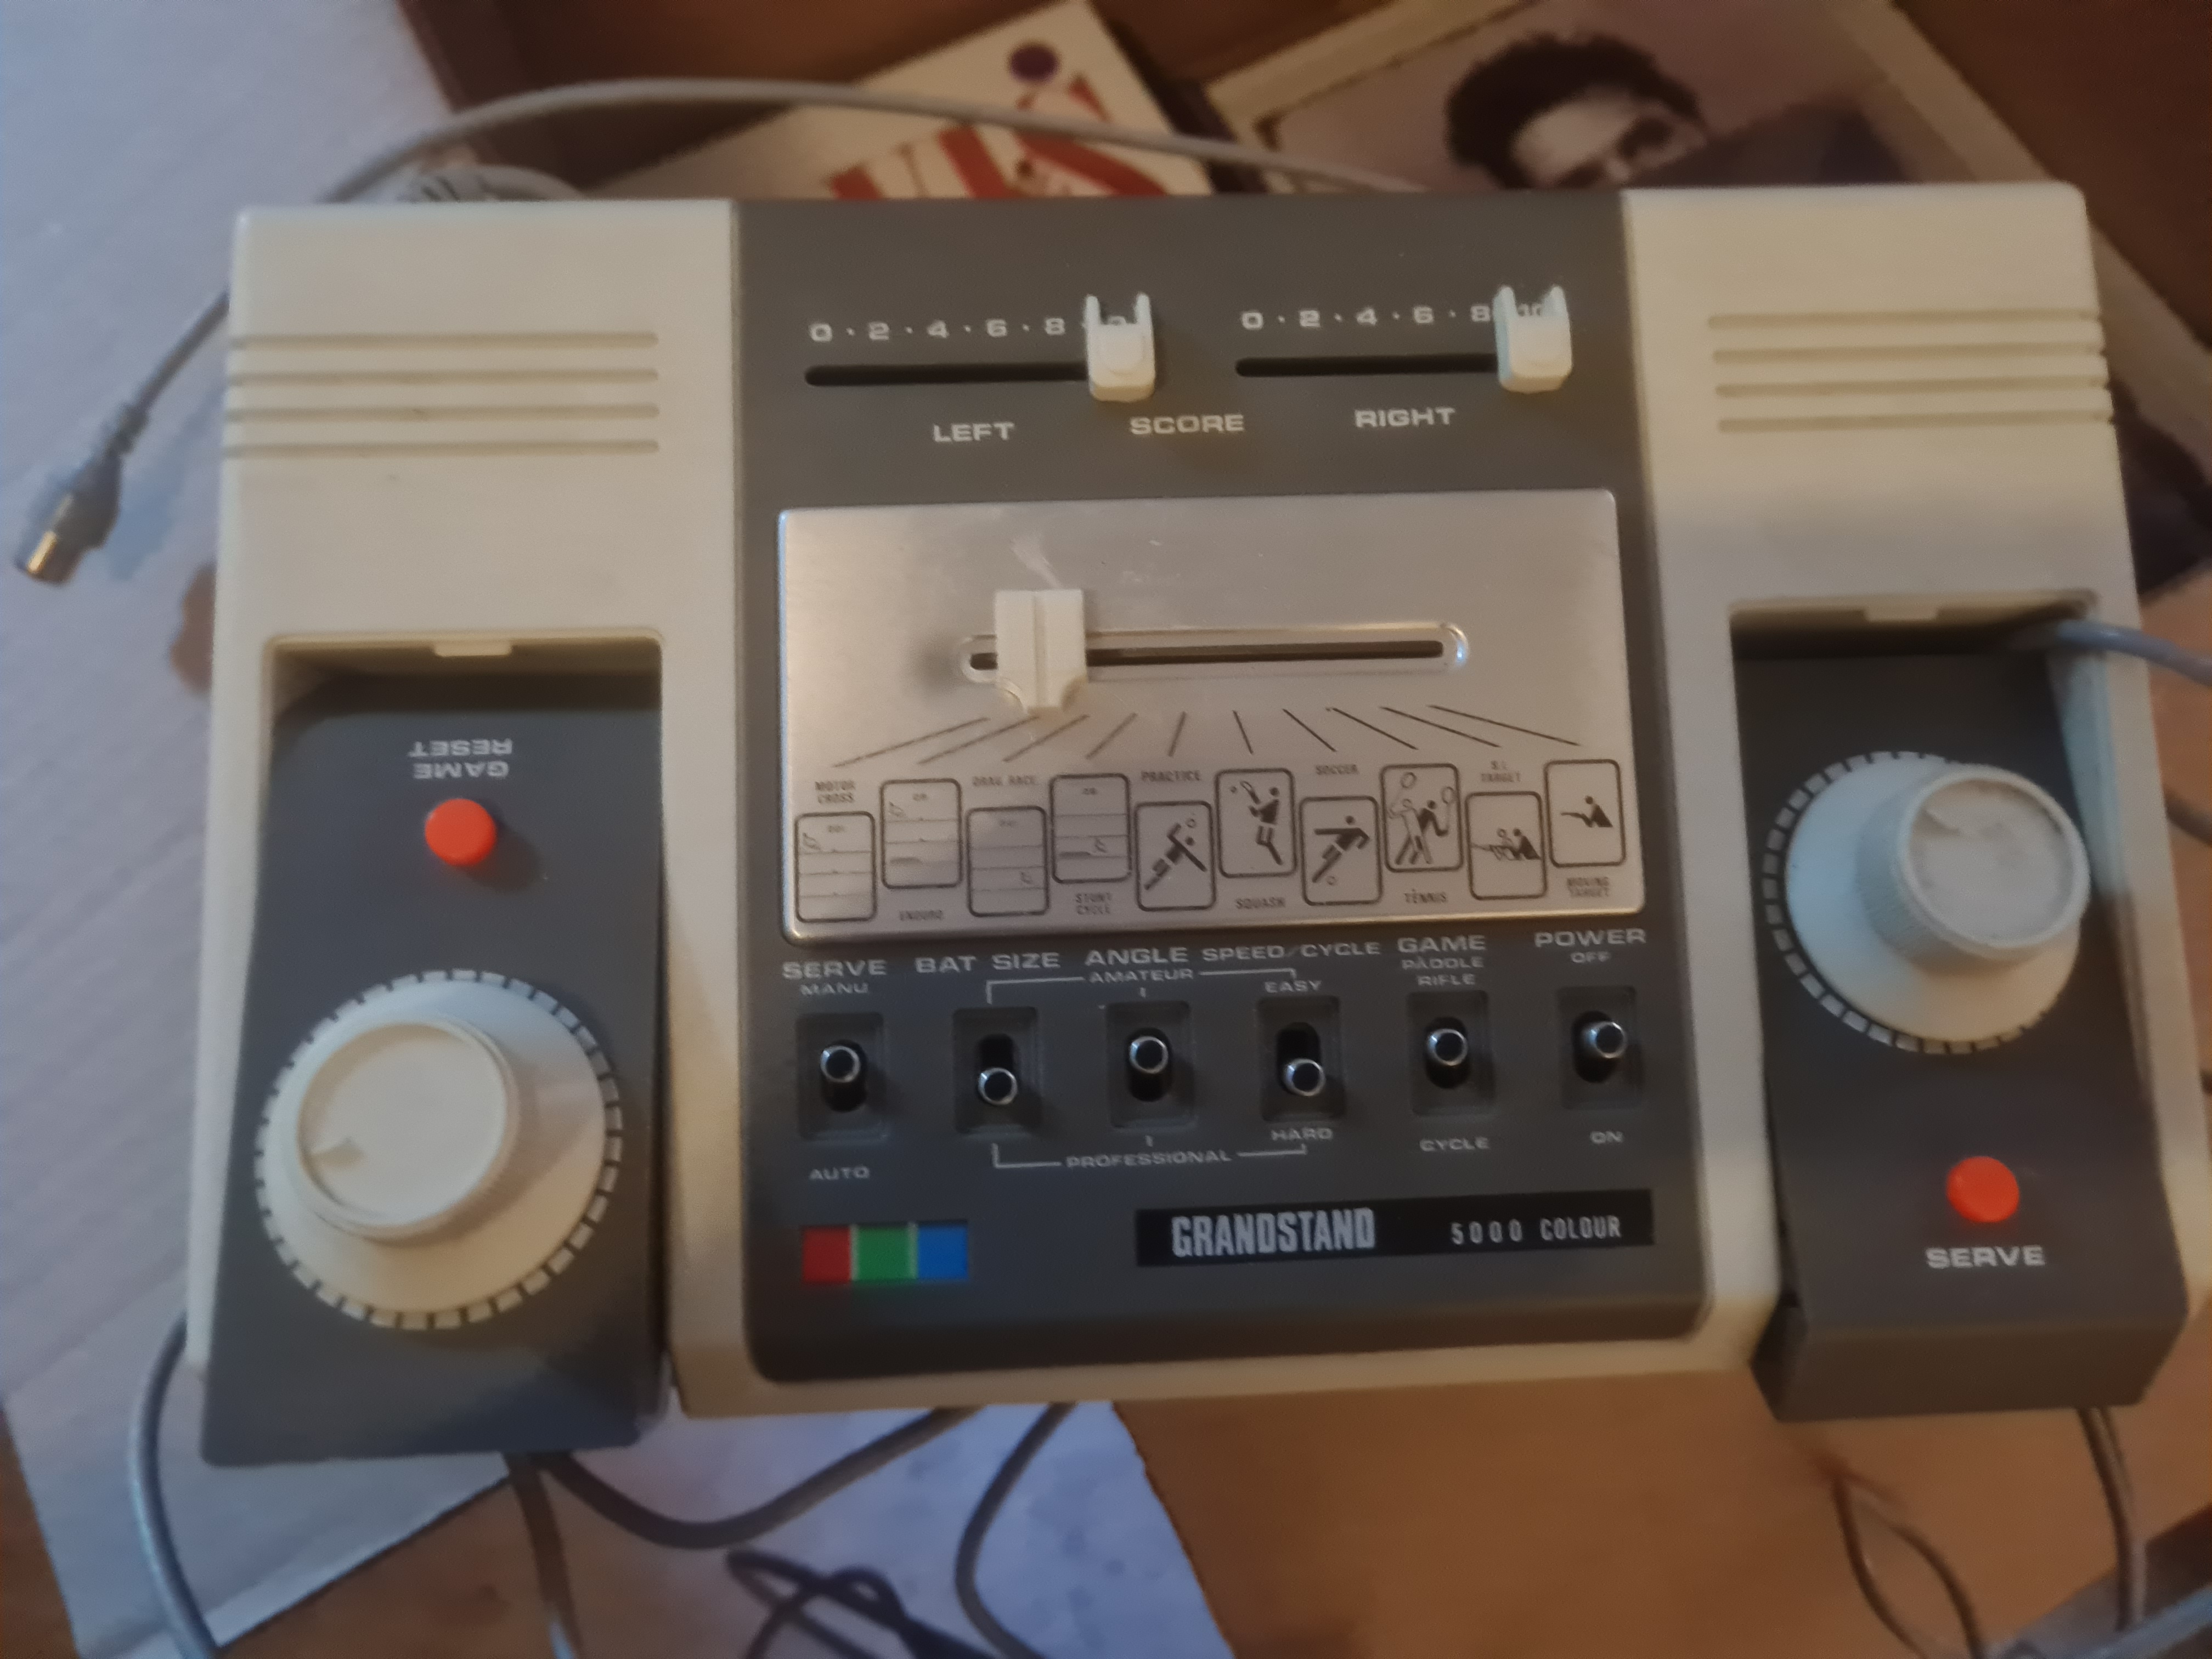 0 · 2 · 4 · 6 · 8
0 · 2 · 4 · 6 · 8 10
LEFT SCORE RIGHT
MOTOR CROSS
DRAG RACE
PRACTICE
SOCCER
TARGET
ENDURO
STUNT CYCLE
SQUASH
TENNIS
MOVING TARGET
GAME RESET
SERVE BAT SIZE ANGLE SPEED/CYCLE GAME POWER
MANU AMATEUR EASY PADDLE RIFLE OFF
AUTO PROFESSIONAL HARD CYCLE ON
GRANDSTAND 5000 COLOUR
SERVE